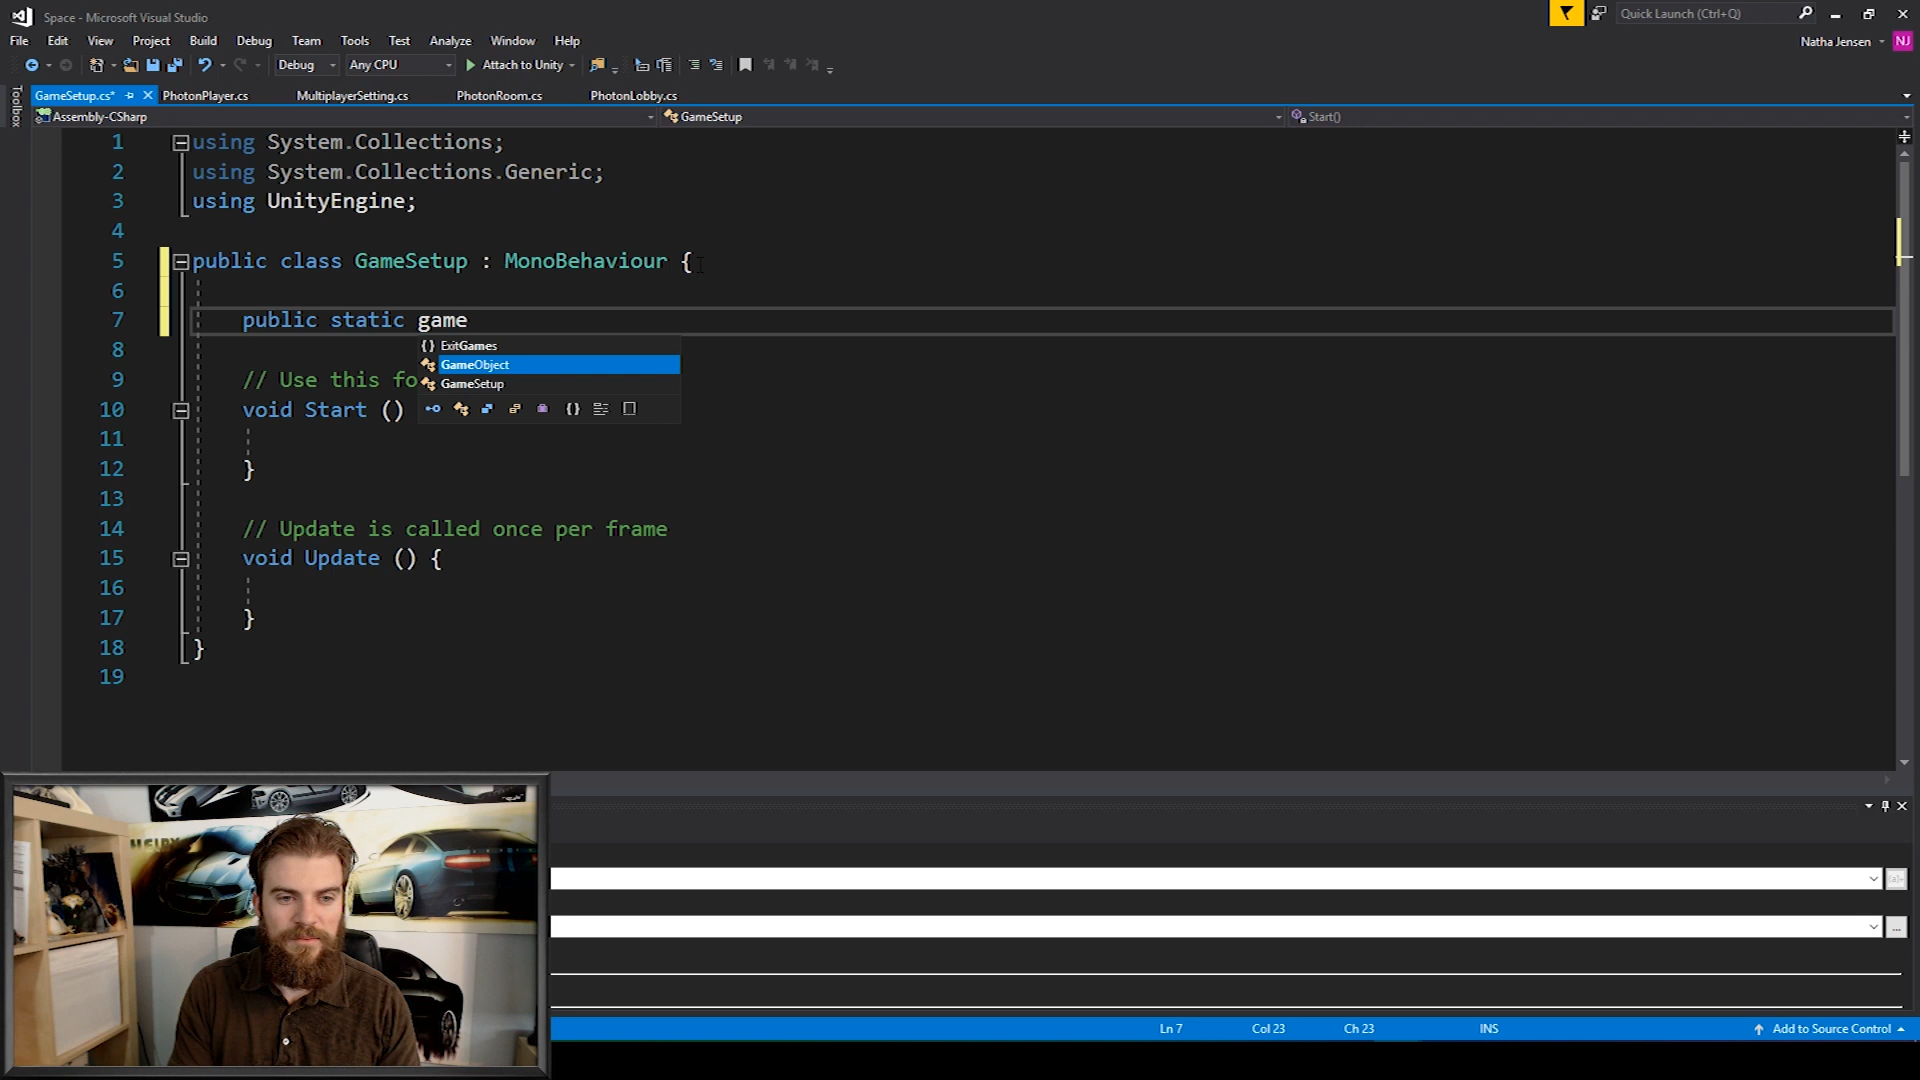 Space - Microsoft Visual Studio
Quick Launch (Ctrl+Q)
File Edit View Project Build Debug Team Tools Test Analyze Window Help
Natha Jensen NJ
Debug Any CPU Attach to Unity
Toolbox
GameSetup.cs* PhotonPlayer.cs MultiplayerSetting.cs PhotonRoom.cs PhotonLobby.cs
Assembly-CSharp GameSetup Start()
1 using System.Collections;
2 using System.Collections.Generic;
3 using UnityEngine;
4
5 public class GameSetup : MonoBehaviour {
6
7 public static game
ExitGames
GameObject
GameSetup
8
9 // Use this fo
10 void Start ()
11
12 }
13
14 // Update is called once per frame
15 void Update () {
16
17 }
18 }
19
Ln 7 Col 23 Ch 23 INS Add to Source Control